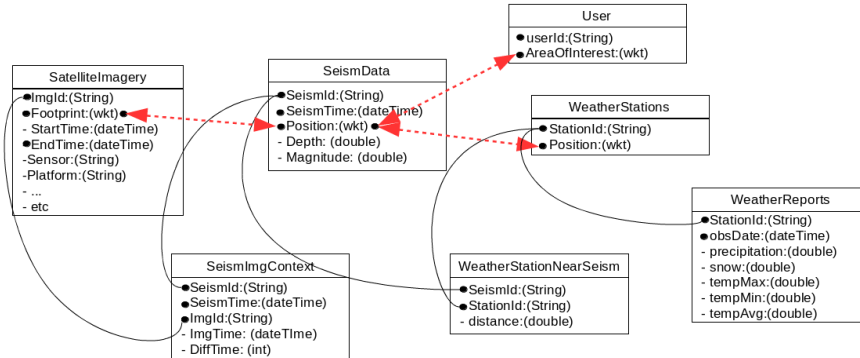 User
userId:(String)
AreaOfInterest:(wkt)
SatelliteImagery
ImgId:(String)
Footprint:(wkt)
- StartTime:(dateTime)
EndTime:(dateTime)
-Sensor:(String)
-Platform:(String)
- ...
- etc
SeismData
SeismId:(String)
SeismTime:(dateTime)
Position:(wkt)
- Depth: (double)
- Magnitude: (double)
WeatherStations
StationId:(String)
Position:(wkt)
WeatherReports
StationId:(String)
obsDate:(dateTime)
- precipitation:(double)
- snow:(double)
- tempMax:(double)
- tempMin:(double)
- tempAvg:(double)
SeismImgContext
SeismId:(String)
SeismTime:(dateTime)
ImgId:(String)
- ImgTime: (dateTIme)
- DiffTime: (int)
WeatherStationNearSeism
SeismId:(String)
StationId:(String)
- distance:(double)